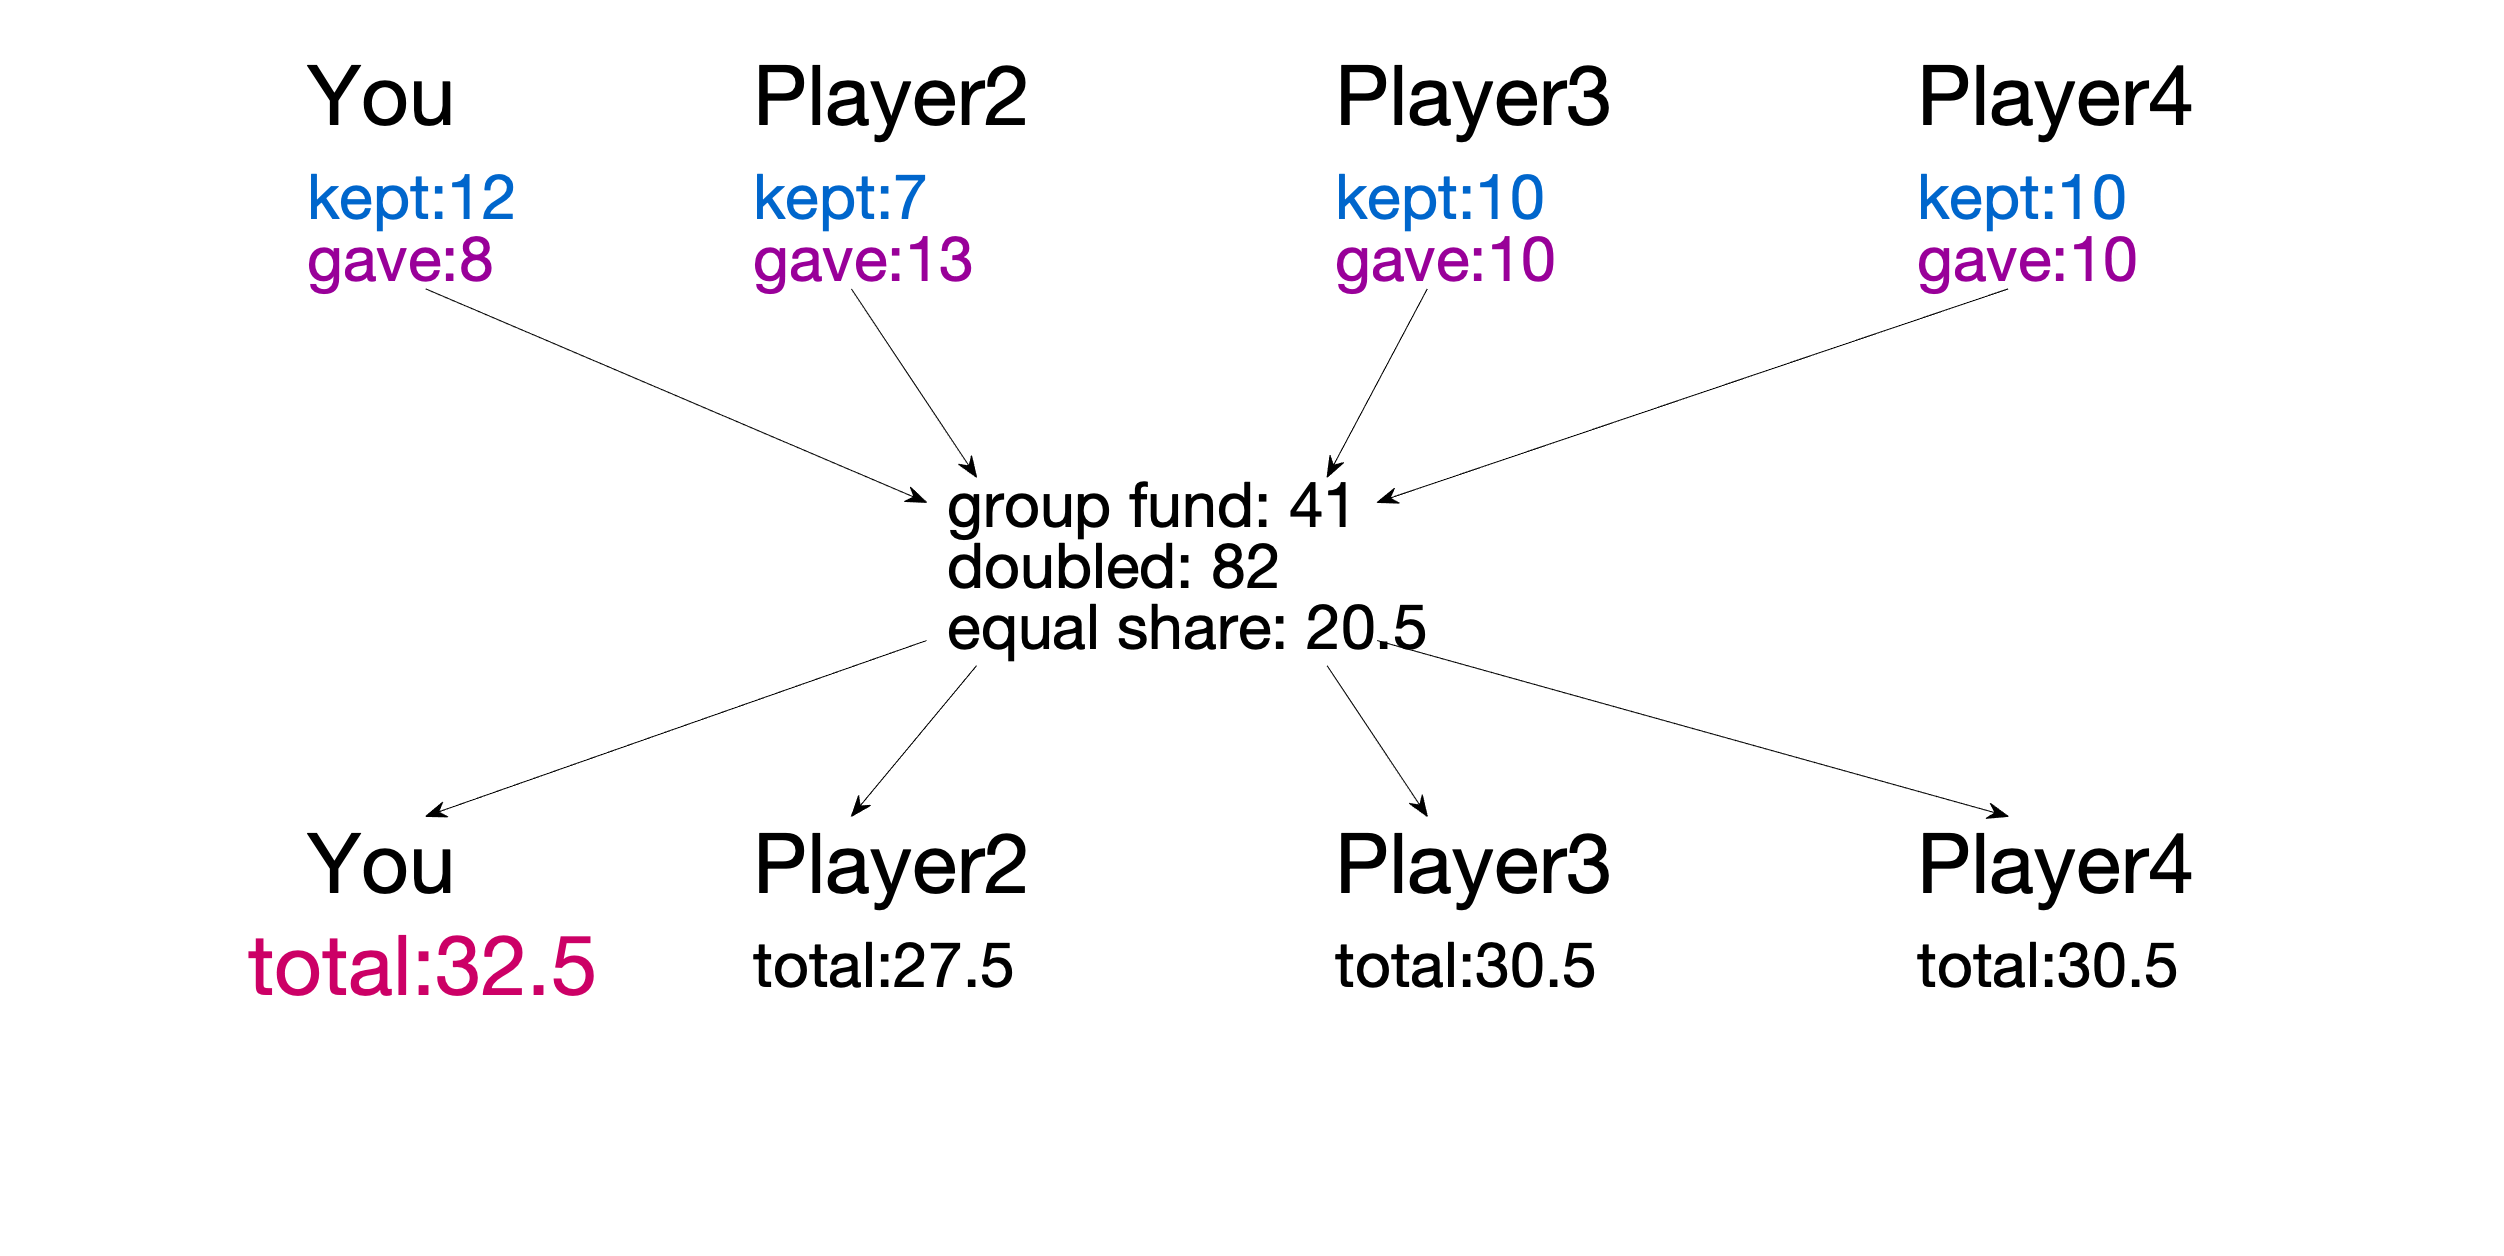 You Player2 Player3 Player4
kept:12 kept:7 kept:10 kept:10
gave:8 gave:13 gave:10 gave:10
group fund: 41
doubled: 82
equal share: 20.5
You Player2 Player3 Player4
total:32.5 total:27.5 total:30.5 total:30.5